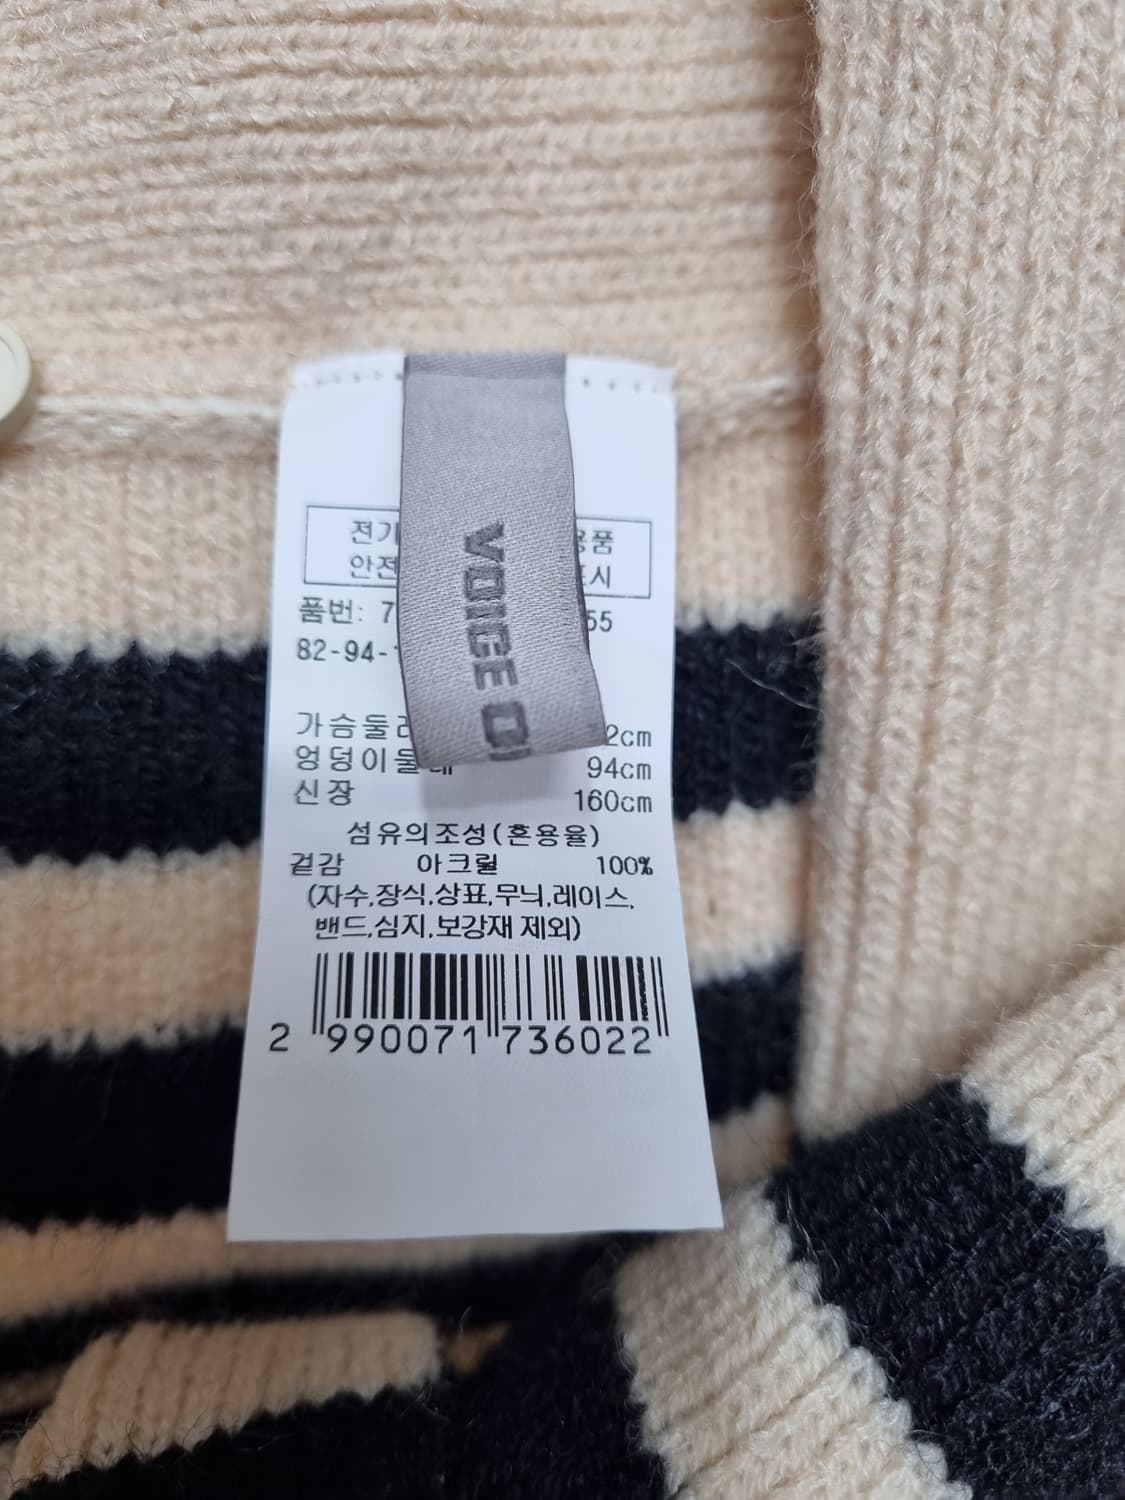 전기 용품
안전 표시
품번: 7 55
82-94-
가슴둘레 2cm
엉덩이둘레 94cm
신장 160cm
섬유의조성(혼용율)
겉감 아크릴 100%
(자수,장식,상표,무늬,레이스,
밴드,심지,보강재 제외)
2 990071 736022
VOICE OF